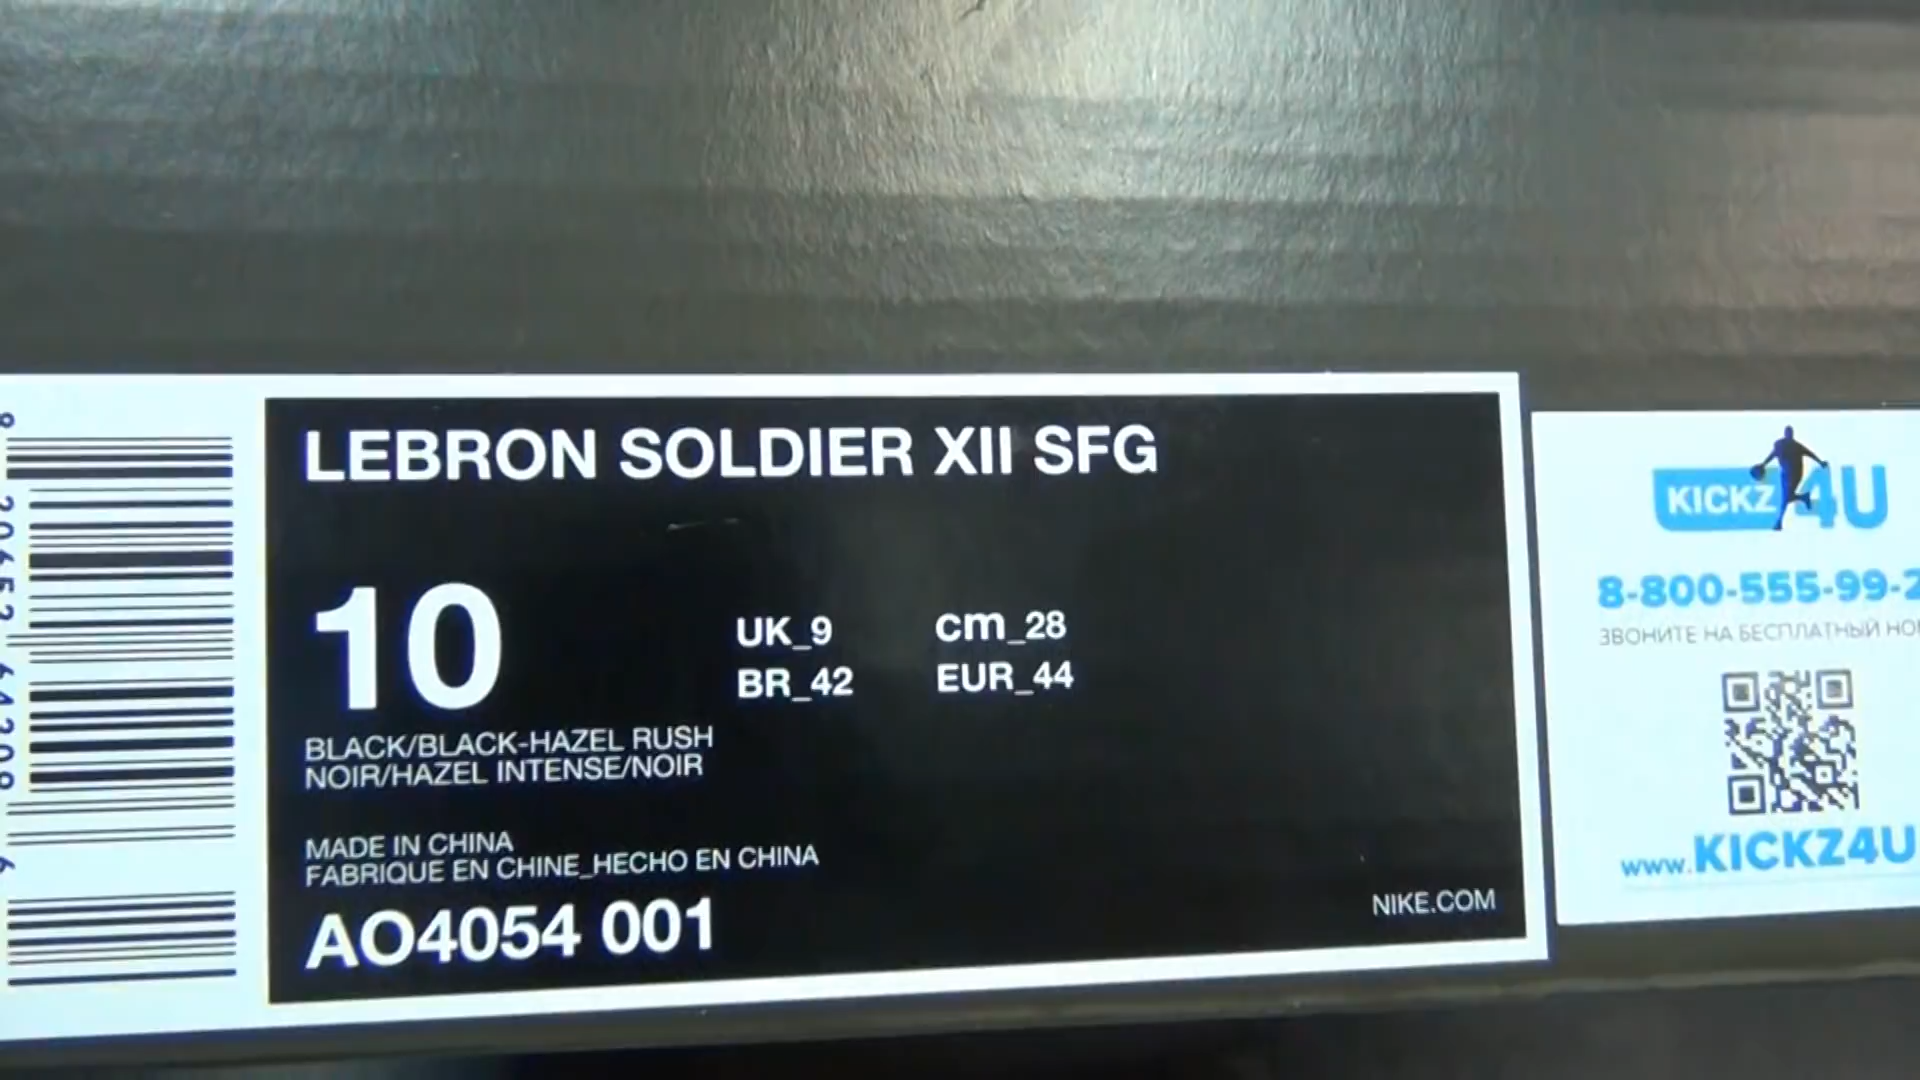 LEBRON SOLDIER XII SFG
10
UK_9
cm_28
BR_42
EUR_44
BLACK/BLACK-HAZEL RUSH
NOIR/HAZEL INTENSE/NOIR
MADE IN CHINA
FABRIQUE EN CHINE_HECHO EN CHINA
AO4054 001
NIKE.COM
KICKZ4U
8-800-555-99-2
ЗВОНИТЕ НА БЕСПЛАТНЫЙ
www.KICKZ4U